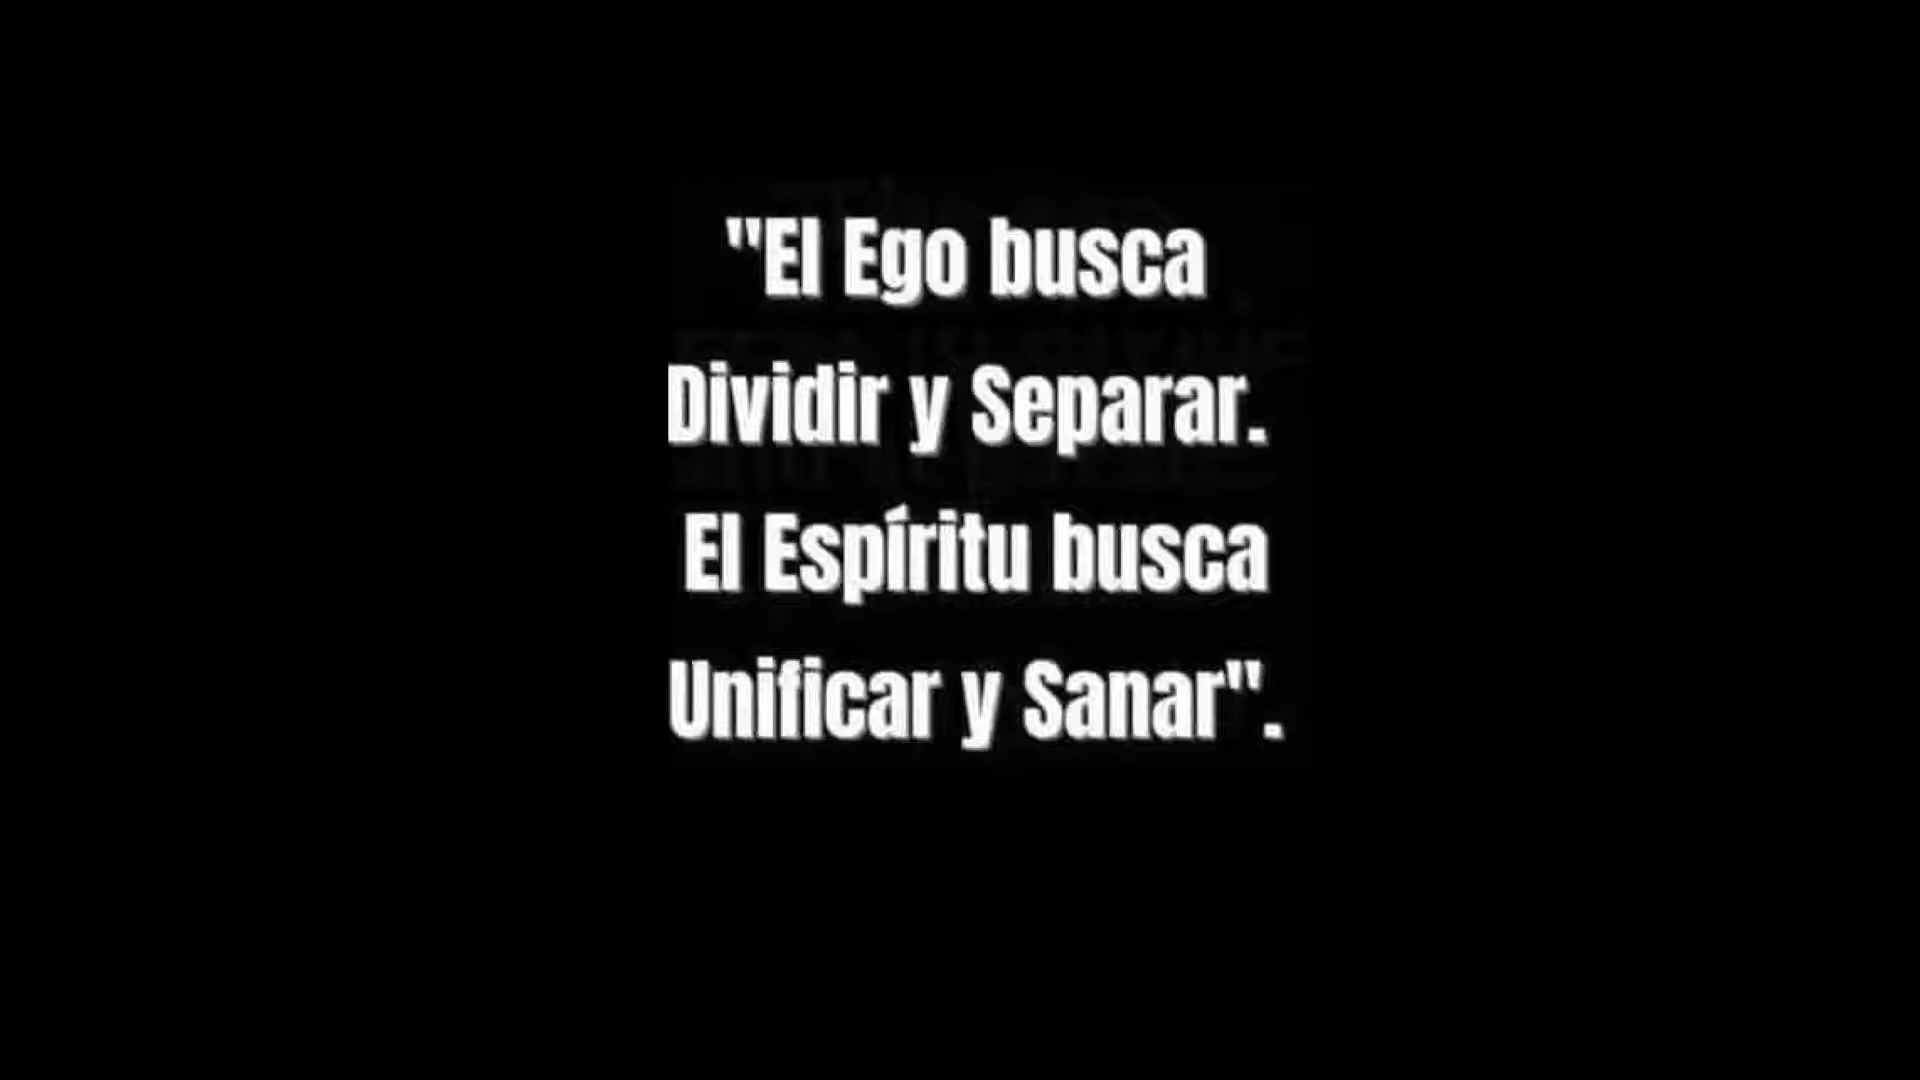 "El Ego busca
Dividir y Separar.
El Espíritu busca
Unificar y Sanar".